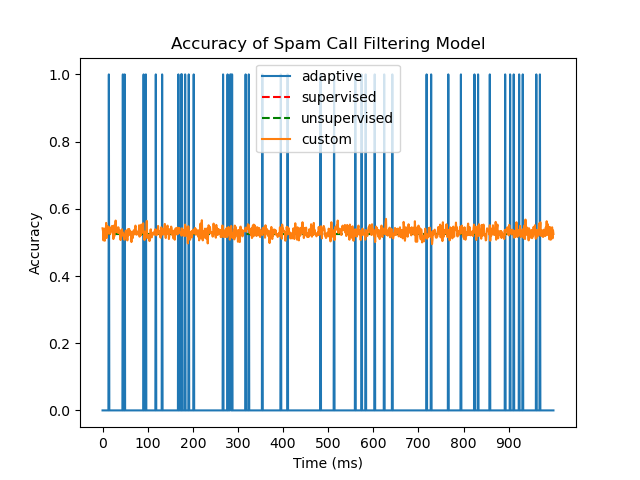 Accuracy of Spam Call Filtering Model
adaptive
supervised
unsupervised
custom
1.0
0.8
0.6
0.4
0.2
0.0
Accuracy
0 100 200 300 400 500 600 700 800 900
Time (ms)